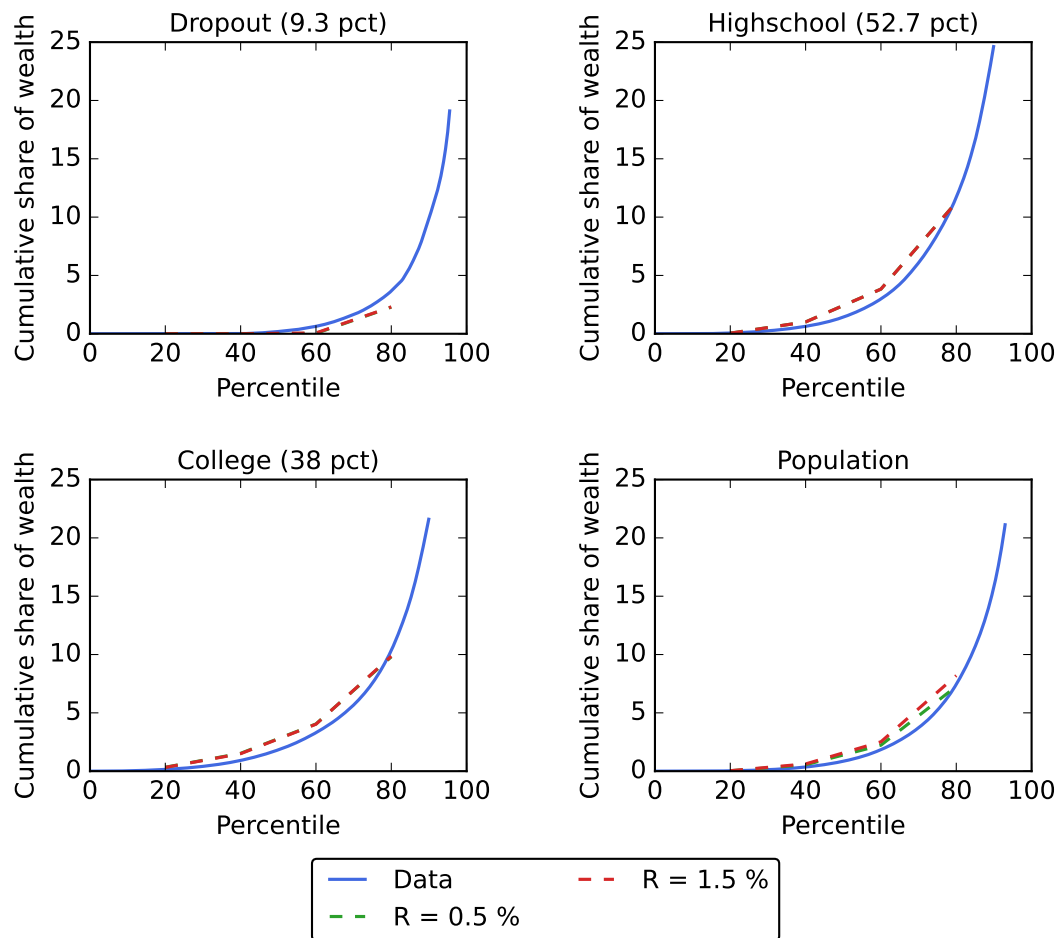 Dropout (9.3 pct)
Cumulative share of wealth
25
20
15
10
5
0
0 20 40 60 80 100
Percentile
Highschool (52.7 pct)
Cumulative share of wealth
25
20
15
10
5
0
0 20 40 60 80 100
Percentile
College (38 pct)
Cumulative share of wealth
25
20
15
10
5
0
0 20 40 60 80 100
Percentile
Population
Cumulative share of wealth
25
20
15
10
5
0
0 20 40 60 80 100
Percentile
Data
R = 0.5 %
R = 1.5 %